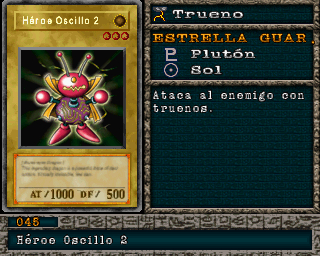 Héroe Oscillo 2
Trueno
ESTRELLA GUAR.
Plutón
Sol
Ataca al enemigo con
truenos.
AT/1000 DF/ 500
045
Héroe Oscillo 2